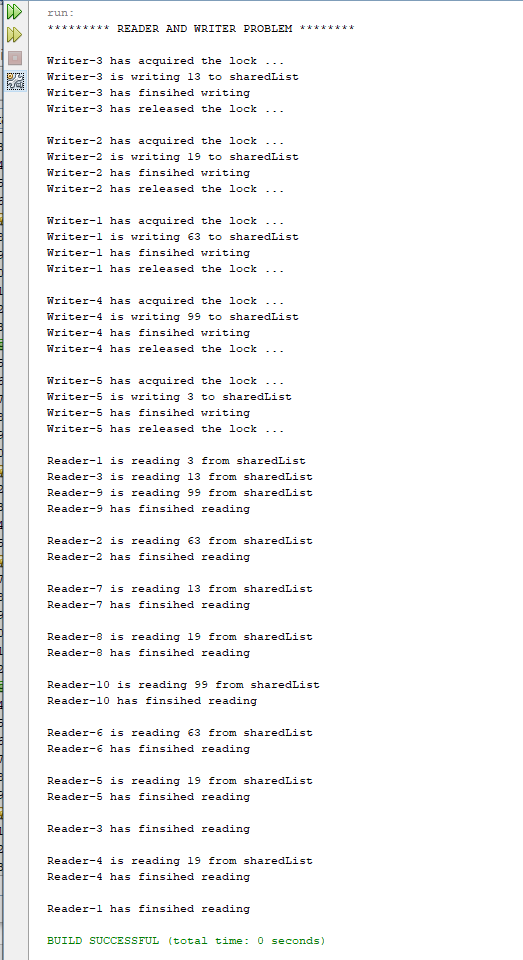 run:
********* READER AND WRITER PROBLEM ********
Writer-3 has acquired the lock ...
Writer-3 is writing 13 to sharedList
Writer-3 has finsihed writing
Writer-3 has released the lock ...
Writer-2 has acquired the lock ...
Writer-2 is writing 19 to sharedList
Writer-2 has finsihed writing
Writer-2 has released the lock ...
Writer-1 has acquired the lock ...
Writer-1 is writing 63 to sharedList
Writer-1 has finsihed writing
Writer-1 has released the lock ...
Writer-4 has acquired the lock ...
Writer-4 is writing 99 to sharedList
Writer-4 has finsihed writing
Writer-4 has released the lock ...
Writer-5 has acquired the lock ...
Writer-5 is writing 3 to sharedList
Writer-5 has finsihed writing
Writer-5 has released the lock ...
Reader-1 is reading 3 from sharedList
Reader-3 is reading 13 from sharedList
Reader-9 is reading 99 from sharedList
Reader-9 has finsihed reading
Reader-2 is reading 63 from sharedList
Reader-2 has finsihed reading
Reader-7 is reading 13 from sharedList
Reader-7 has finsihed reading
Reader-8 is reading 19 from sharedList
Reader-8 has finsihed reading
Reader-10 is reading 99 from sharedList
Reader-10 has finsihed reading
Reader-6 is reading 63 from sharedList
Reader-6 has finsihed reading
Reader-5 is reading 19 from sharedList
Reader-5 has finsihed reading
Reader-3 has finsihed reading
Reader-4 is reading 19 from sharedList
Reader-4 has finsihed reading
Reader-1 has finsihed reading
BUILD SUCCESSFUL (total time: 0 seconds)